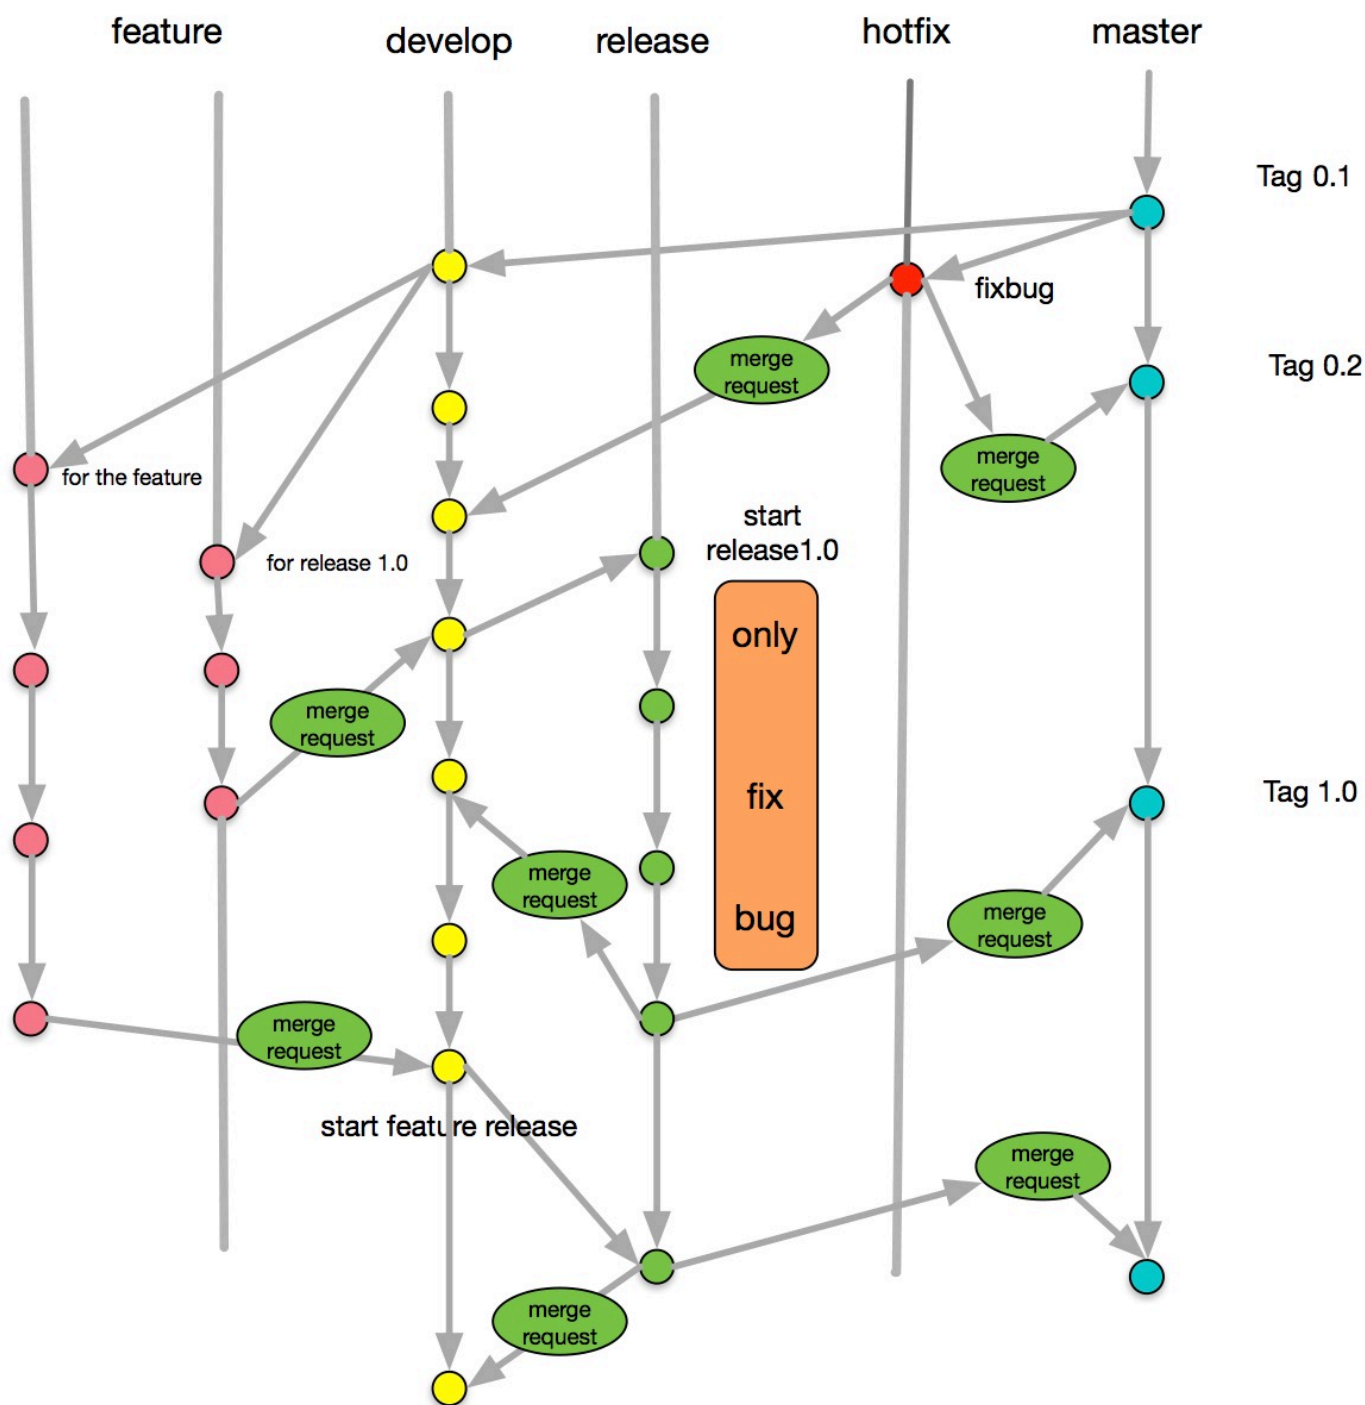 feature
develop
release
hotfix
master
Tag 0.1
fixbug
merge
request
Tag 0.2
merge
request
for the feature
start
release1.0
for release 1.0
only
merge
request
fix
Tag 1.0
merge
request
bug
merge
request
merge
request
start feature release
merge
request
merge
request